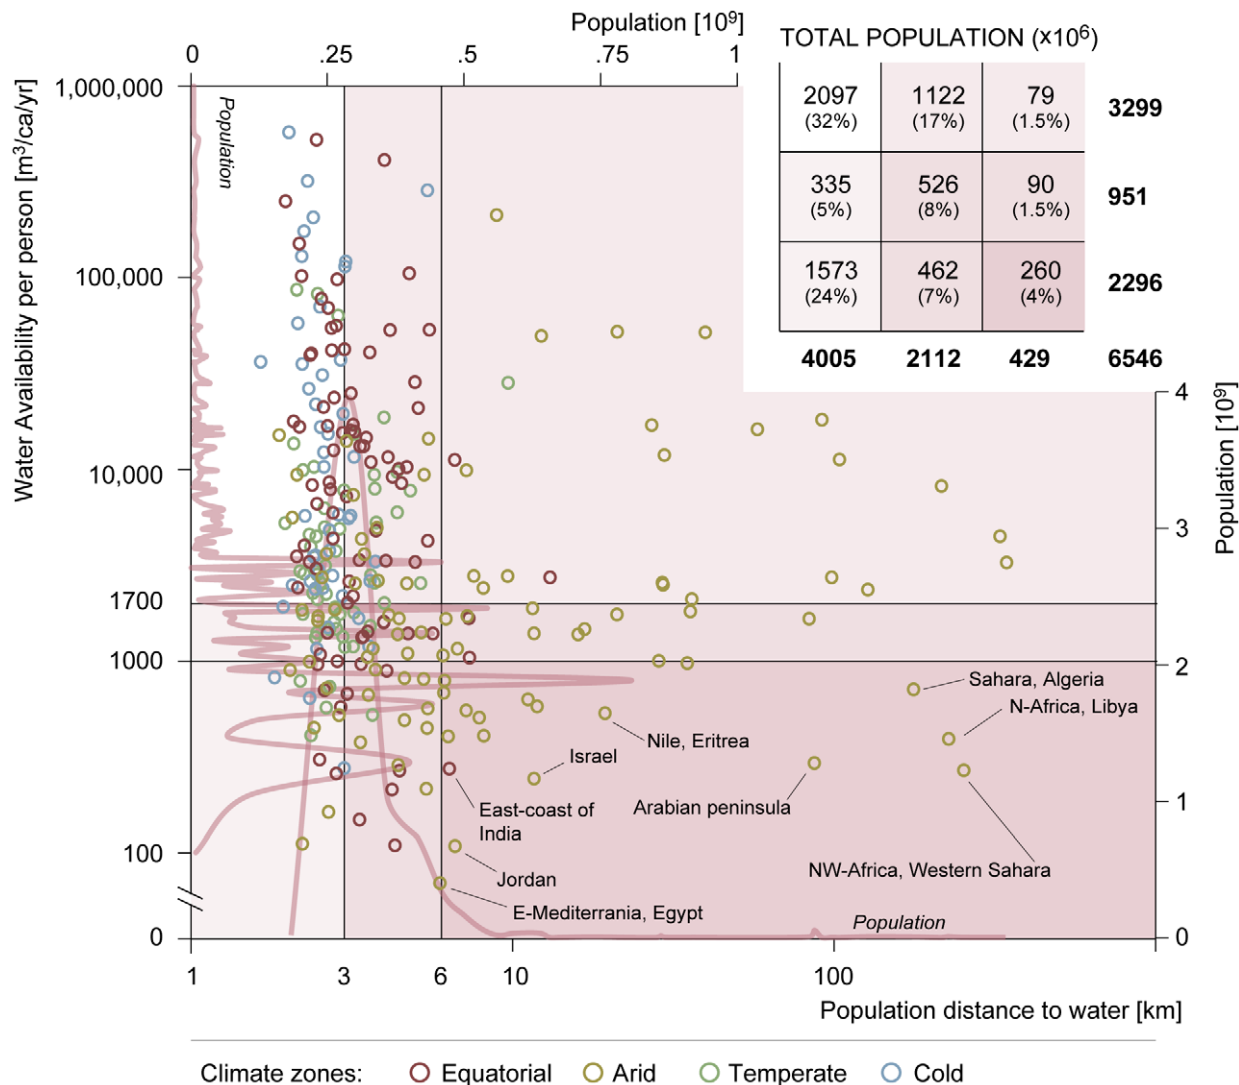 Population [10⁹]
0 .25 .5 .75 1
TOTAL POPULATION (×10⁶)
2097 1122 79 3299
(32%) (17%) (1.5%)
335 526 90 951
(5%) (8%) (1.5%)
1573 462 260 2296
(24%) (7%) (4%)
4005 2112 429 6546
Water Availability per person [m³/ca/yr]
1,000,000
100,000
10,000
1700
1000
100
0
Population
4
3
2
1
0
Population [10⁹]
Sahara, Algeria
N-Africa, Libya
Nile, Eritrea
Israel
Arabian peninsula
East-coast of
India
NW-Africa, Western Sahara
Jordan
E-Mediterrania, Egypt
Population
1 3 6 10 100
Population distance to water [km]
Climate zones: Equatorial Arid Temperate Cold